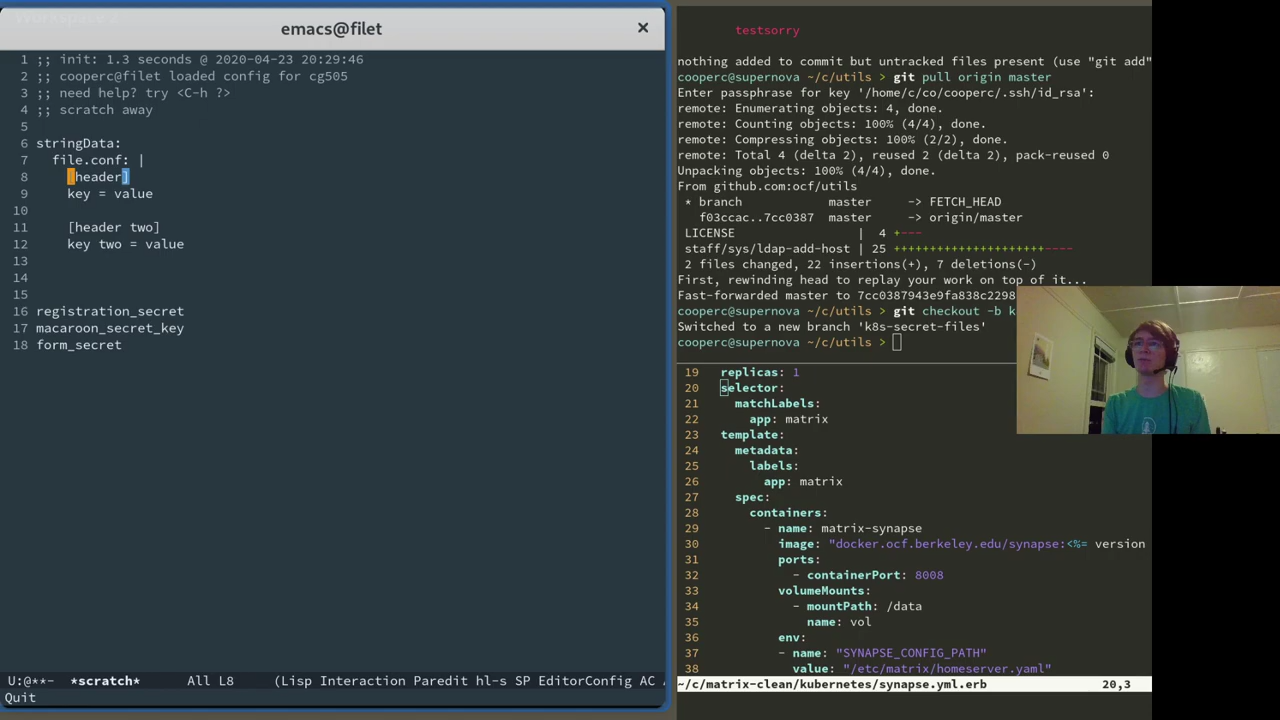 emacs@filet
1 ;; init: 1.3 seconds @ 2020-04-23 20:29:46
2 ;; cooperc@filet loaded config for cg505
3 ;; need help? try <C-h ?>
4 ;; scratch away
5
6 stringData:
7   file.conf: |
8     [header]
9     key = value
10
11     [header two]
12     key two = value
13
14
15
16 registration_secret
17 macaroon_secret_key
18 form_secret
U:@**-  *scratch*      All L8     (Lisp Interaction Paredit hl-s SP EditorConfig AC
Quit
testsorry
nothing added to commit but untracked files present (use "git add"
cooperc@supernova ~/c/utils > git pull origin master
Enter passphrase for key '/home/c/co/cooperc/.ssh/id_rsa':
remote: Enumerating objects: 4, done.
remote: Counting objects: 100% (4/4), done.
remote: Compressing objects: 100% (2/2), done.
remote: Total 4 (delta 2), reused 2 (delta 2), pack-reused 0
Unpacking objects: 100% (4/4), done.
From github.com:ocf/utils
 * branch            master     -> FETCH_HEAD
   f03ccac..7cc0387  master     -> origin/master
 LICENSE                |  4 +---
 staff/sys/ldap-add-host | 25 +++++++++++++++++++++----
 2 files changed, 22 insertions(+), 7 deletions(-)
First, rewinding head to replay your work on top of it...
Fast-forwarded master to 7cc0387943e9fa838c2298
cooperc@supernova ~/c/utils > git checkout -b k
Switched to a new branch 'k8s-secret-files'
cooperc@supernova ~/c/utils >
19   replicas: 1
20   selector:
21     matchLabels:
22       app: matrix
23   template:
24     metadata:
25       labels:
26         app: matrix
27     spec:
28       containers:
29         - name: matrix-synapse
30           image: "docker.ocf.berkeley.edu/synapse:<%= version
31           ports:
32             - containerPort: 8008
33           volumeMounts:
34             - mountPath: /data
35               name: vol
36           env:
37           - name: "SYNAPSE_CONFIG_PATH"
38             value: "/etc/matrix/homeserver.yaml"
~/c/matrix-clean/kubernetes/synapse.yml.erb                20,3